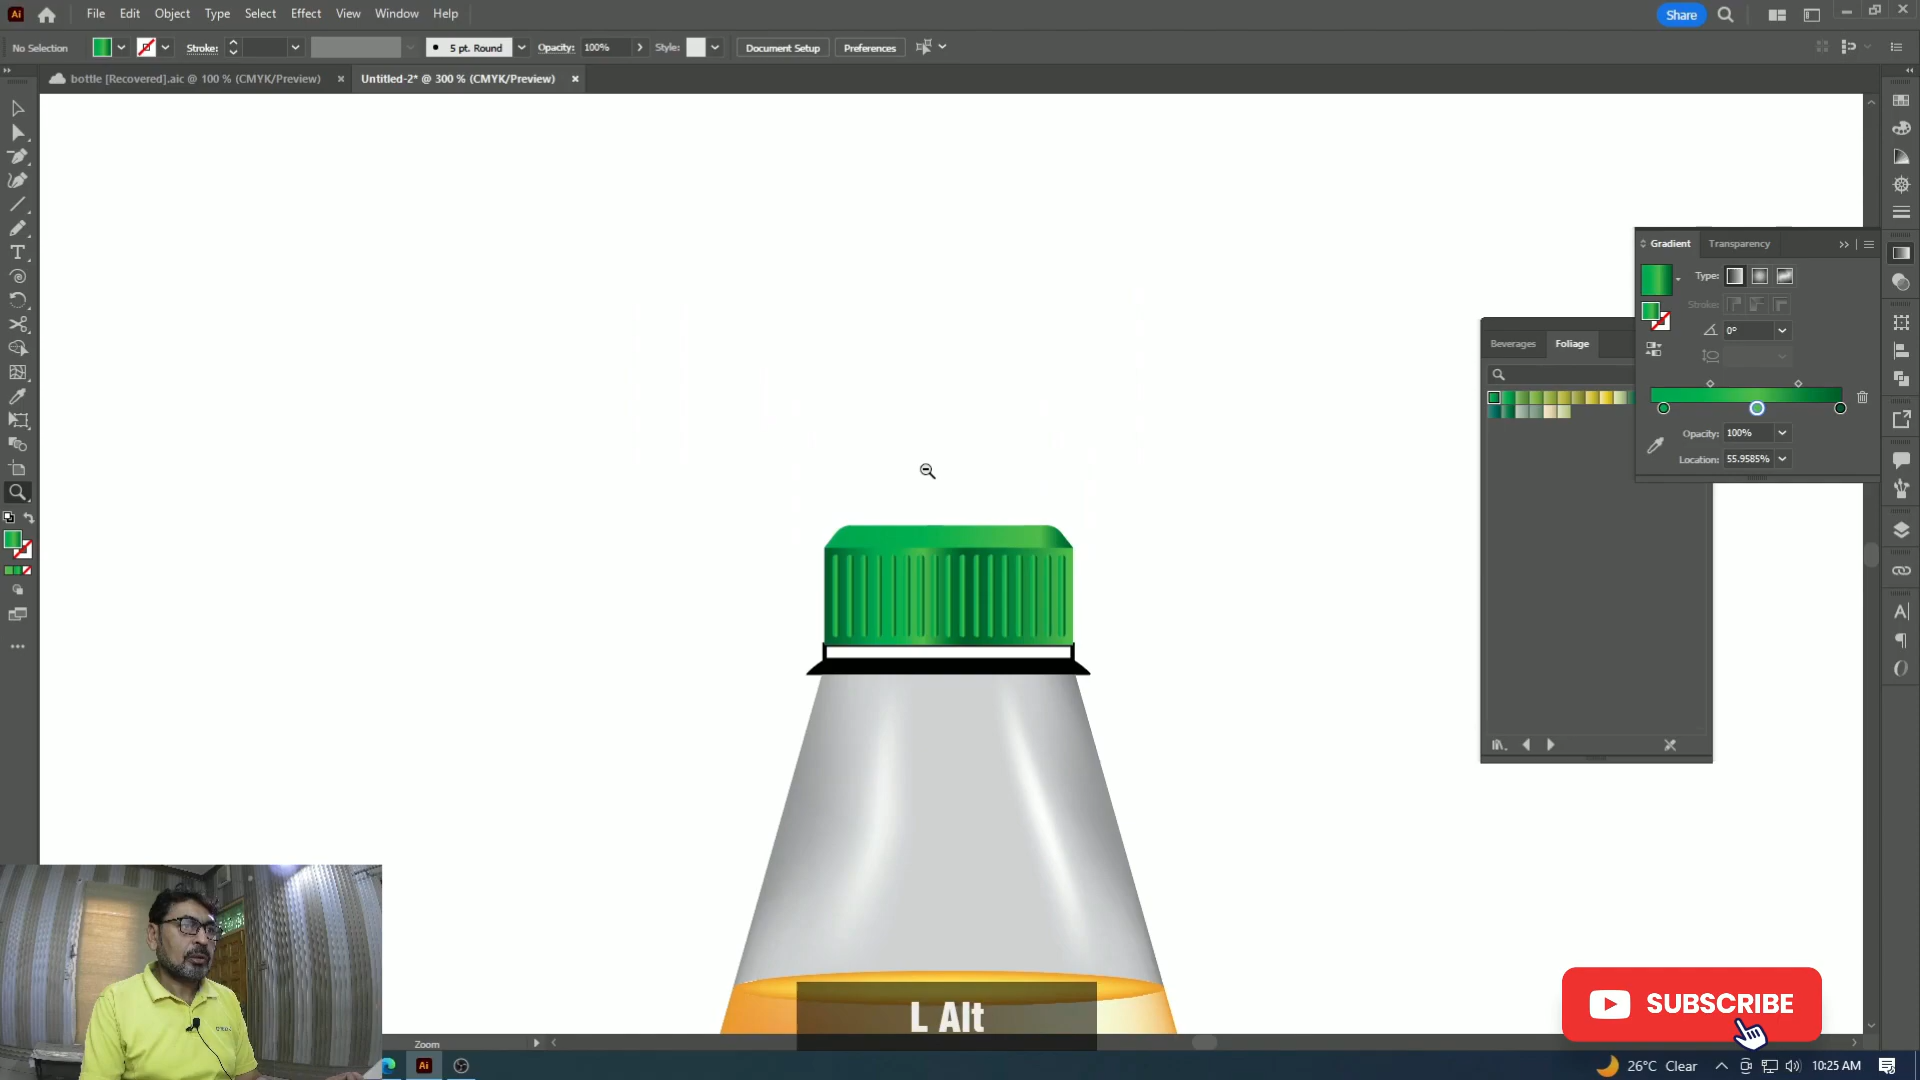 Ai File Edit Object Type Select Effect View Window Help Share
No Selection Stroke: 5 pt. Round Opacity: 100% Style: Document Setup Preferences
bottle [Recovered].aic @ 100 % (CMYK/Preview) Untitled-2* @ 300 % (CMYK/Preview)
Gradient Transparency
Type:
Stroke:
0°
Beverages Foliage
Opacity: 100%
Location: 55.9585%
L Alt
SUBSCRIBE
Zoom
Ai 26°C Clear 10:25 AM